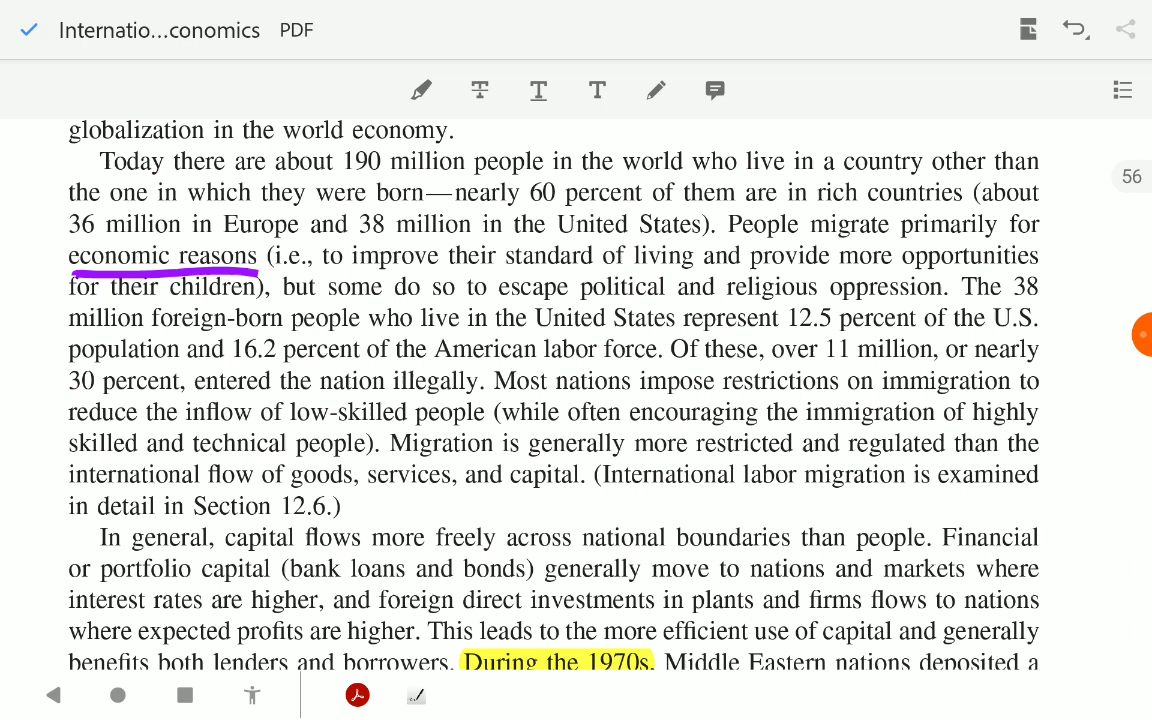 Internatio...conomics PDF
globalization in the world economy.
Today there are about 190 million people in the world who live in a country other than
the one in which they were born—nearly 60 percent of them are in rich countries (about
36 million in Europe and 38 million in the United States). People migrate primarily for
economic reasons (i.e., to improve their standard of living and provide more opportunities
for their children), but some do so to escape political and religious oppression. The 38
million foreign-born people who live in the United States represent 12.5 percent of the U.S.
population and 16.2 percent of the American labor force. Of these, over 11 million, or nearly
30 percent, entered the nation illegally. Most nations impose restrictions on immigration to
reduce the inflow of low-skilled people (while often encouraging the immigration of highly
skilled and technical people). Migration is generally more restricted and regulated than the
international flow of goods, services, and capital. (International labor migration is examined
in detail in Section 12.6.)
In general, capital flows more freely across national boundaries than people. Financial
or portfolio capital (bank loans and bonds) generally move to nations and markets where
interest rates are higher, and foreign direct investments in plants and firms flows to nations
where expected profits are higher. This leads to the more efficient use of capital and generally
benefits both lenders and borrowers. During the 1970s, Middle Eastern nations deposited a
56